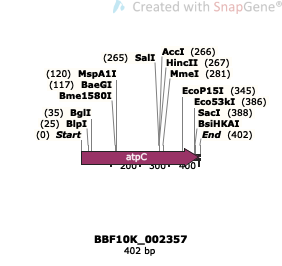 Created with SnapGene®
(265) SalI
AccI (266)
HincII (267)
MmeI (281)
(120) MspA1I
(117) BaeGI
Bme1580I
EcoP15I (345)
Eco53kI (386)
SacI (388)
BsiHKAI
End (402)
(35) BglI
(25) BlpI
(0) Start
atpC
200
300
400
BBF10K_002357
402 bp